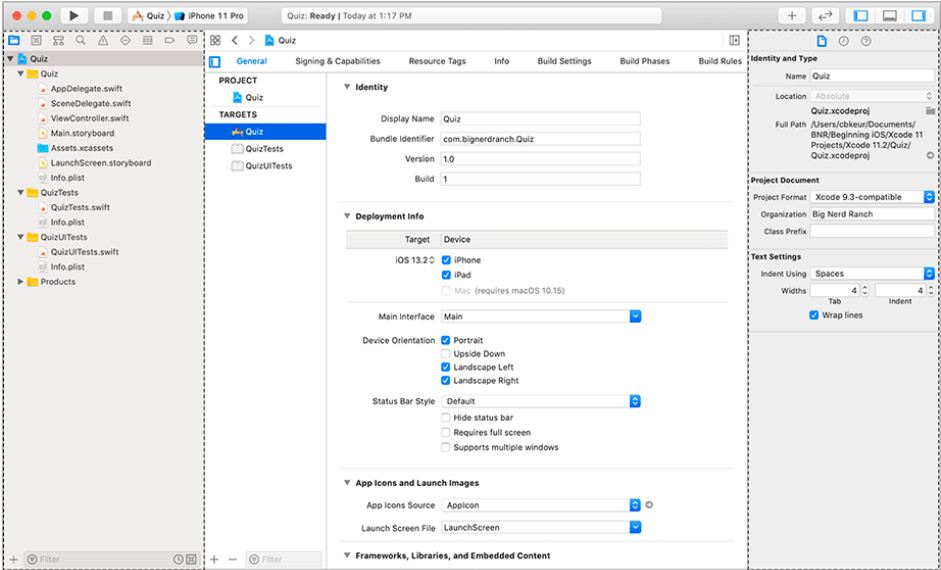 Quiz
iPhone 11 Pro
Quiz: Ready | Today at 1:17 PM
Quiz
Quiz
AppDelegate.swift
SceneDelegate.swift
ViewController.swift
Main.storyboard
Assets.xcassets
LaunchScreen.storyboard
Info.plist
QuizTests
QuizTests.swift
Info.plist
QuizUITests
QuizUITests.swift
Info.plist
Products
Filter
Quiz
General Signing & Capabilities Resource Tags Info Build Settings Build Phases Build Rules
PROJECT
Quiz
TARGETS
Quiz
QuizTests
QuizUITests
Filter
Identity
Display Name Quiz
Bundle Identifier com.bignerdranch.Quiz
Version 1.0
Build 1
Deployment Info
Target Device
iOS 13.2 iPhone
iPad
Mac (requires macOS 10.15)
Main Interface Main
Device Orientation Portrait
Upside Down
Landscape Left
Landscape Right
Status Bar Style Default
Hide status bar
Requires full screen
Supports multiple windows
App Icons and Launch Images
App Icons Source AppIcon
Launch Screen File LaunchScreen
Frameworks, Libraries, and Embedded Content
Identity and Type
Name Quiz
Location Absolute
Quiz.xcodeproj
Full Path /Users/cbkeur/Documents/
BNR/Beginning iOS/Xcode 11
Projects/Xcode 11.2/Quiz/
Quiz.xcodeproj
Project Document
Project Format Xcode 9.3-compatible
Organization Big Nerd Ranch
Class Prefix
Text Settings
Indent Using Spaces
Widths 4 4
Tab Indent
Wrap lines